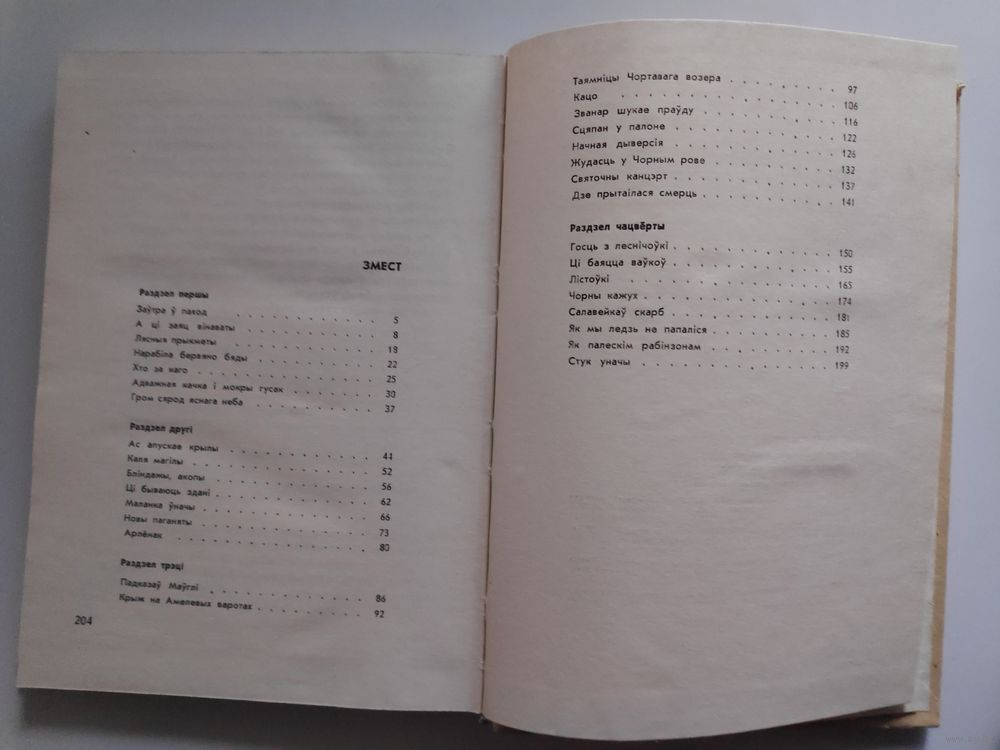 ЗМЕСТ
Раздзел першы
Заўтра ў паход . . . . . . . . . . 5
А ці заяц вінаваты . . . . . . . . . 8
Лясныя прыкметы . . . . . . . . . . 18
Нарабіла бервяно бяды . . . . . . . . 22
Хто за каго . . . . . . . . . . . 25
Адважная качка і мокры гусак . . . . . . 30
Гром сярод яснага неба . . . . . . . . 37
Раздзел другі
Ас апускае крылы . . . . . . . . . 44
Каля магілы . . . . . . . . . . . 52
Бліндажы, акопы . . . . . . . . . . 56
Ці бываюць здані . . . . . . . . . . 62
Маланка ўначы . . . . . . . . . . 66
Новы паганяты . . . . . . . . . . 73
Арлёнак . . . . . . . . . . . . 80
Раздзел трэці
Падказаў Маўглі . . . . . . . . . . 86
Крыж на Амелевых варотах . . . . . . . 92
204
Таямніцы Чортавага возера . . . . . . . 97
Кацо . . . . . . . . . . . . . 106
Званар шукае праўду . . . . . . . . 116
Сцяпан у палоне . . . . . . . . . . 122
Начная дыверсія . . . . . . . . . . 126
Жудасць у Чорным рове . . . . . . . . 132
Святочны канцэрт . . . . . . . . . . 137
Дзе прытаілася смерць . . . . . . . . 141
Раздзел чацвёрты
Госць з леснічоўкі . . . . . . . . . 150
Ці баяцца ваўкоў . . . . . . . . . . 155
Лістоўкі . . . . . . . . . . . . 165
Чорны кажух . . . . . . . . . . . 174
Салавейкаў скарб . . . . . . . . . . 181
Як мы ледзь не папаліся . . . . . . . 185
Як палескім рабінзонам . . . . . . . . 192
Стук уначы . . . . . . . . . . . 199